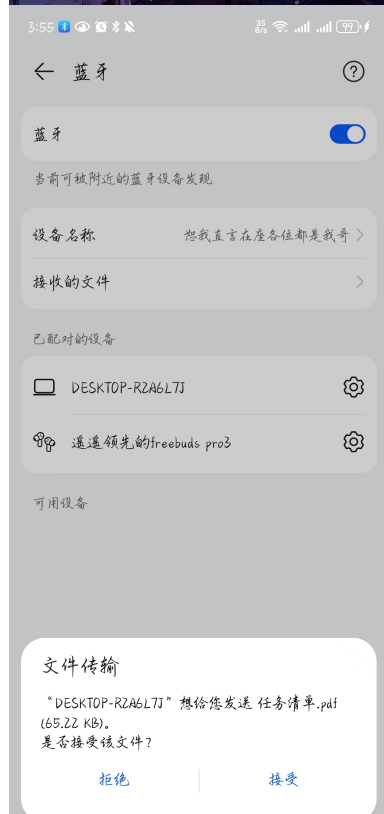 3:55
35 B/s
99
蓝牙
蓝牙
当前可被附近的蓝牙设备发现
设备名称 恕我直言在座各位都是我哥
接收的文件
已配对的设备
DESKTOP-RZA6L7J
遥遥领先的freebuds pro3
可用设备
文件传输
“DESKTOP-RZA6L7J”想给您发送 任务清单.pdf
(65.22 KB)。
是否接受该文件?
拒绝 接受